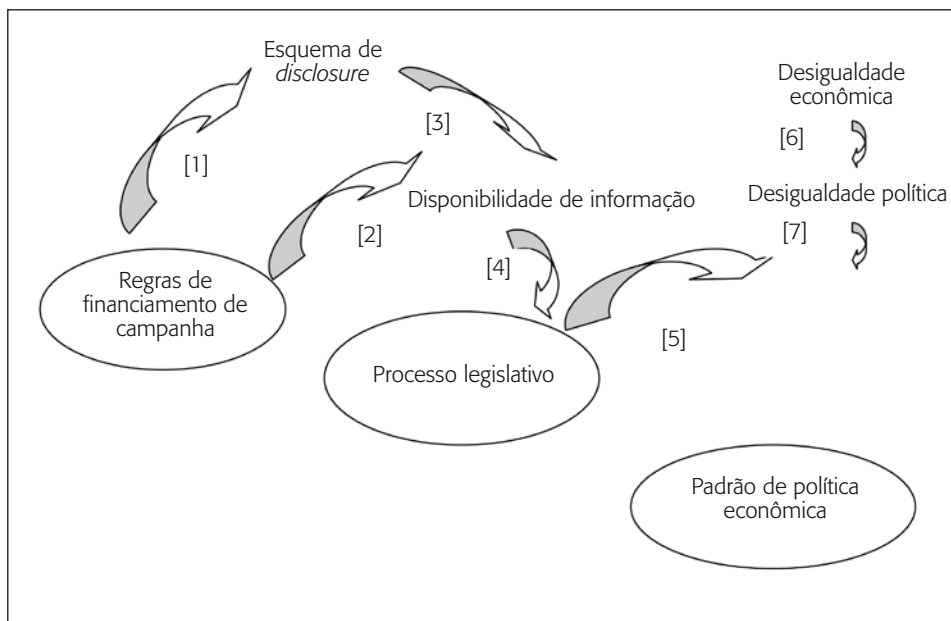 Esquema de
disclosure
Desigualdade
econômica
[3]
[6]
[1]
Disponibilidade de informação
Desigualdade política
[2]
[7]
[4]
Regras de
financiamento de
campanha
[5]
Processo legislativo
Padrão de política
econômica